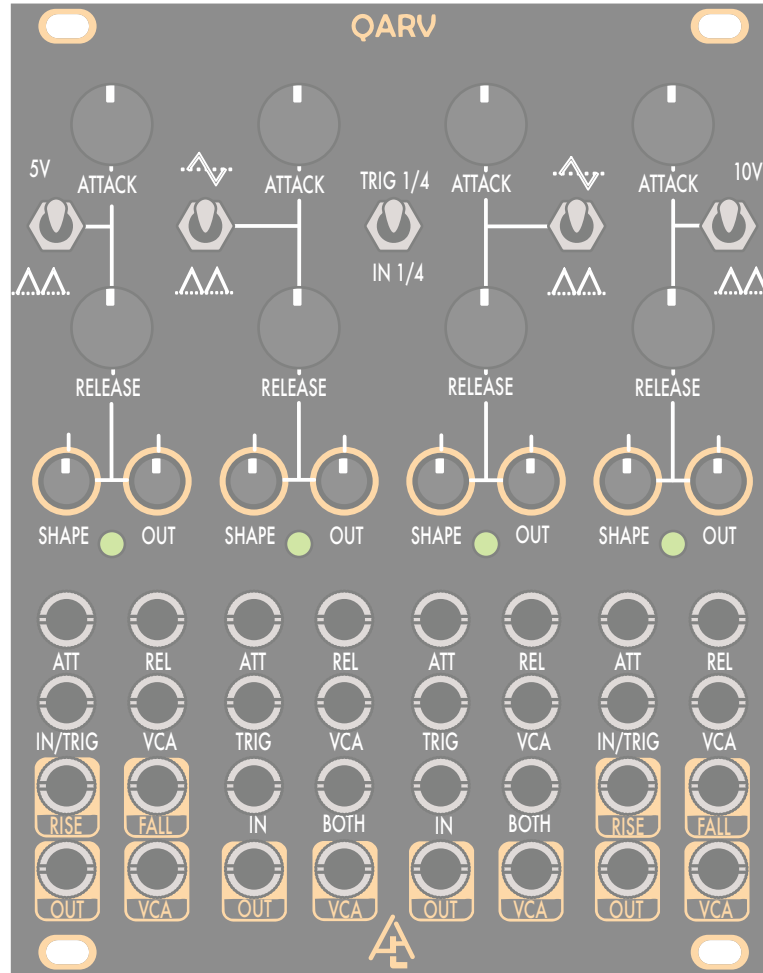 QARV
5V
10V
ATTACK
ATTACK
TRIG 1/4
ATTACK
ATTACK
IN 1/4
RELEASE
RELEASE
RELEASE
RELEASE
SHAPE OUT SHAPE OUT SHAPE OUT SHAPE OUT
ATT REL ATT REL ATT REL ATT REL
IN/TRIG VCA TRIG VCA TRIG VCA IN/TRIG VCA
RISE FALL IN BOTH IN BOTH RISE FALL
OUT VCA OUT VCA OUT VCA OUT VCA